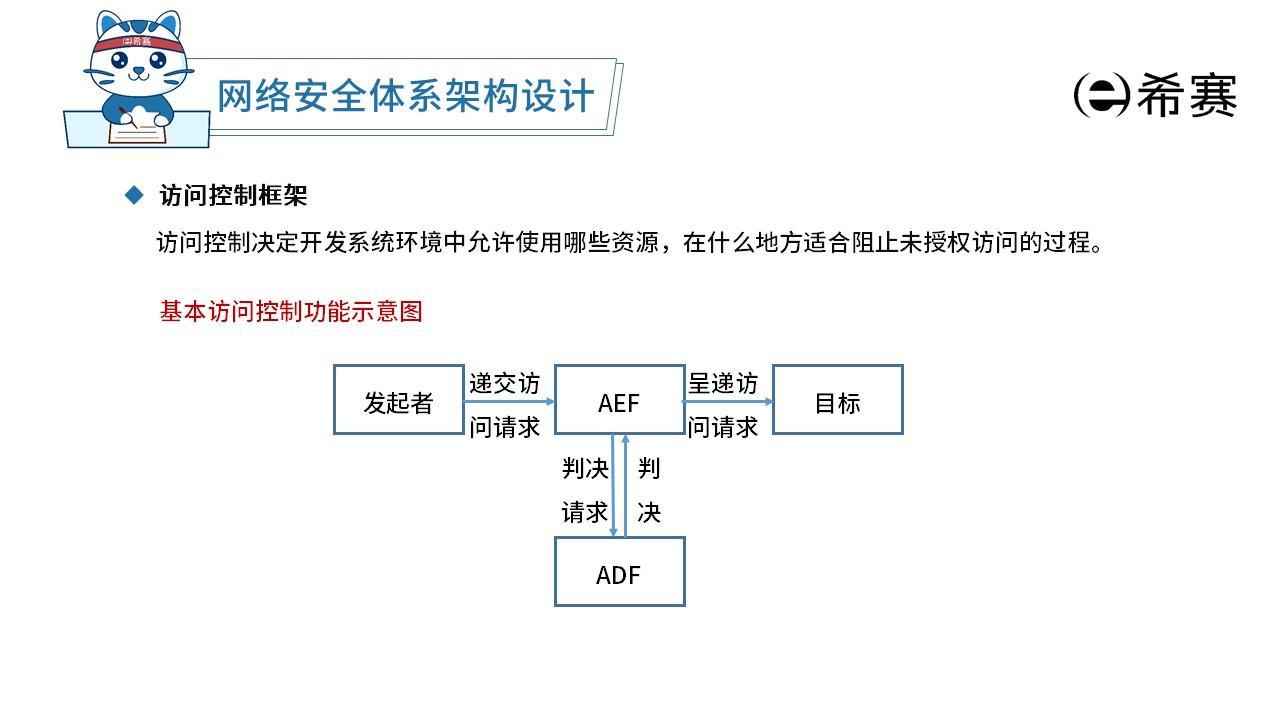 希赛
网络安全体系架构设计
希赛
访问控制框架
访问控制决定开发系统环境中允许使用哪些资源，在什么地方适合阻止未授权访问的过程。
基本访问控制功能示意图
发起者
递交访
问请求
AEF
呈递访
问请求
目标
判决
请求
判
决
ADF